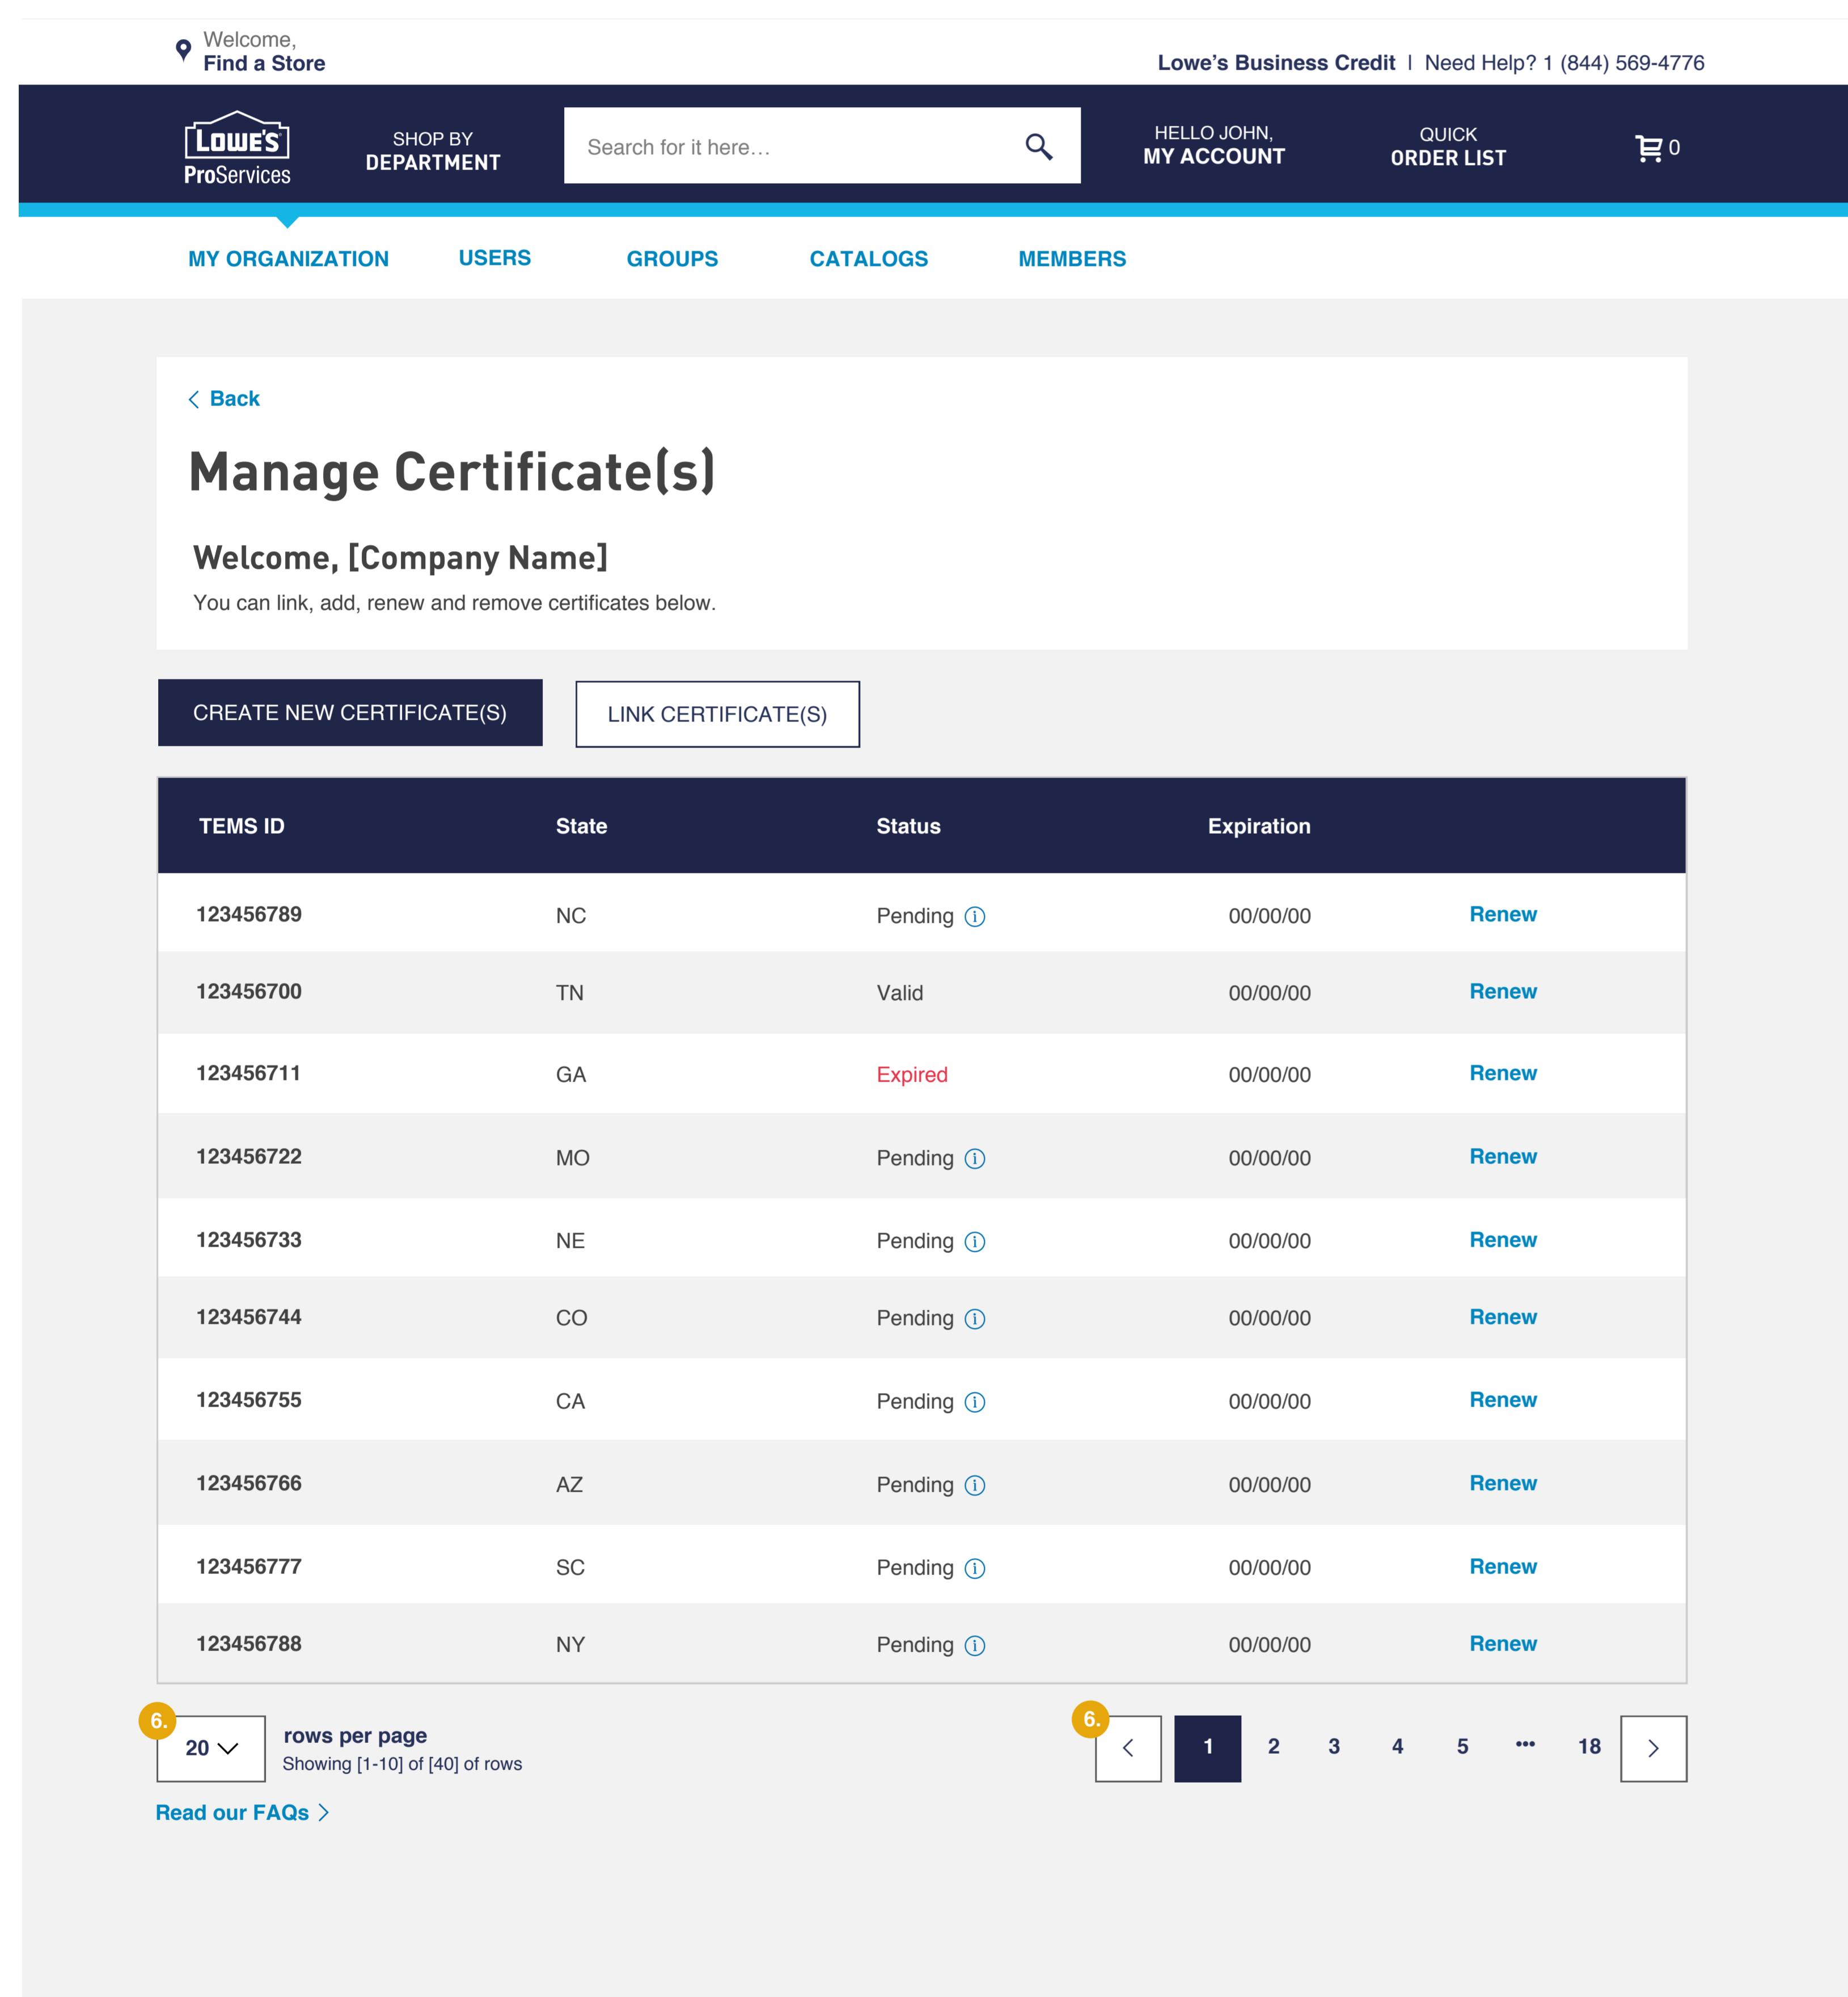 Welcome,
Find a Store
Lowe's Business Credit | Need Help? 1 (844) 569-4776
LOWE'S
ProServices
SHOP BY
DEPARTMENT
Search for it here...
HELLO JOHN,
MY ACCOUNT
QUICK
ORDER LIST
0
MY ORGANIZATION USERS GROUPS CATALOGS MEMBERS
Back
Manage Certificate(s)
Welcome, [Company Name]
You can link, add, renew and remove certificates below.
CREATE NEW CERTIFICATE(S) LINK CERTIFICATE(S)
TEMS ID State Status Expiration
123456789 NC Pending i 00/00/00 Renew
123456700 TN Valid 00/00/00 Renew
123456711 GA Expired 00/00/00 Renew
123456722 MO Pending i 00/00/00 Renew
123456733 NE Pending i 00/00/00 Renew
123456744 CO Pending i 00/00/00 Renew
123456755 CA Pending i 00/00/00 Renew
123456766 AZ Pending i 00/00/00 Renew
123456777 SC Pending i 00/00/00 Renew
123456788 NY Pending i 00/00/00 Renew
6.
20
rows per page
Showing [1-10] of [40] of rows
6.
1 2 3 4 5 ••• 18
Read our FAQs